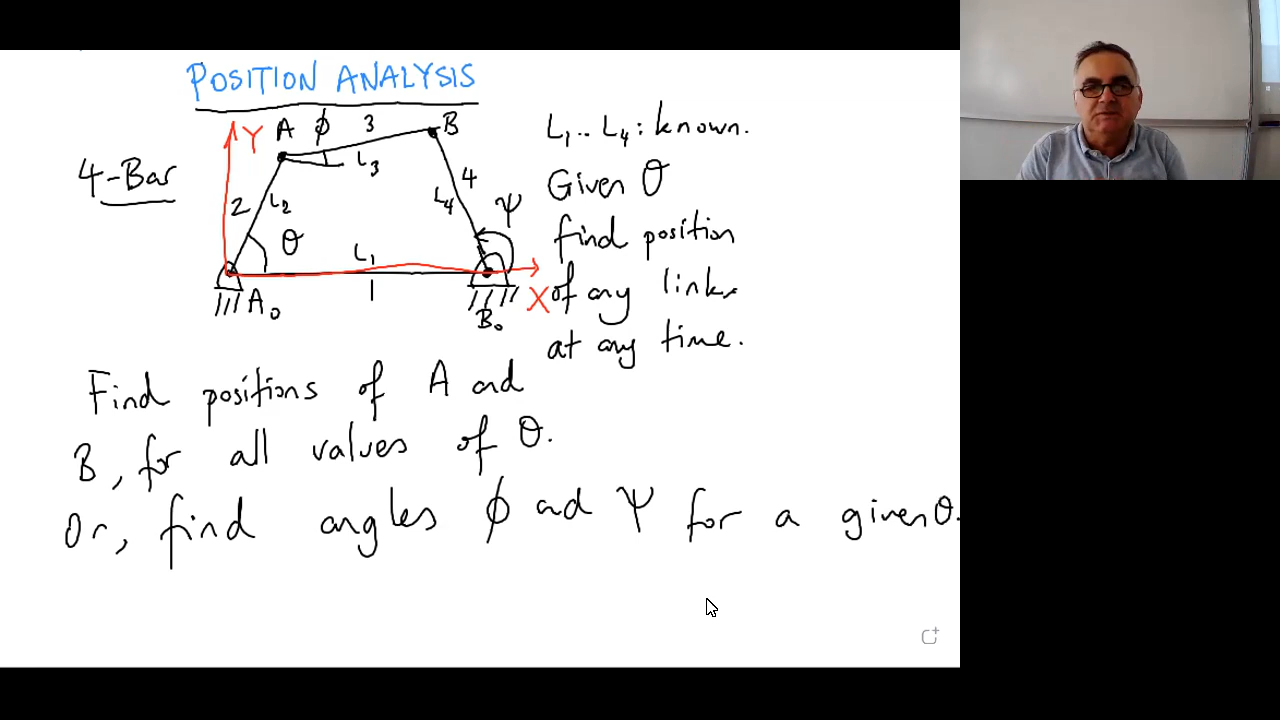 POSITION ANALYSIS
4-Bar
Y
A
ϕ
3
B
L3
2
L2
θ
L4
4
ψ
L1
1
X
A0
B0
L1 .. L4 : known.
Given θ
find position
of any links
at any time.
Find positions of A and
B, for all values of θ.
Or, find angles ϕ and ψ for a given θ.